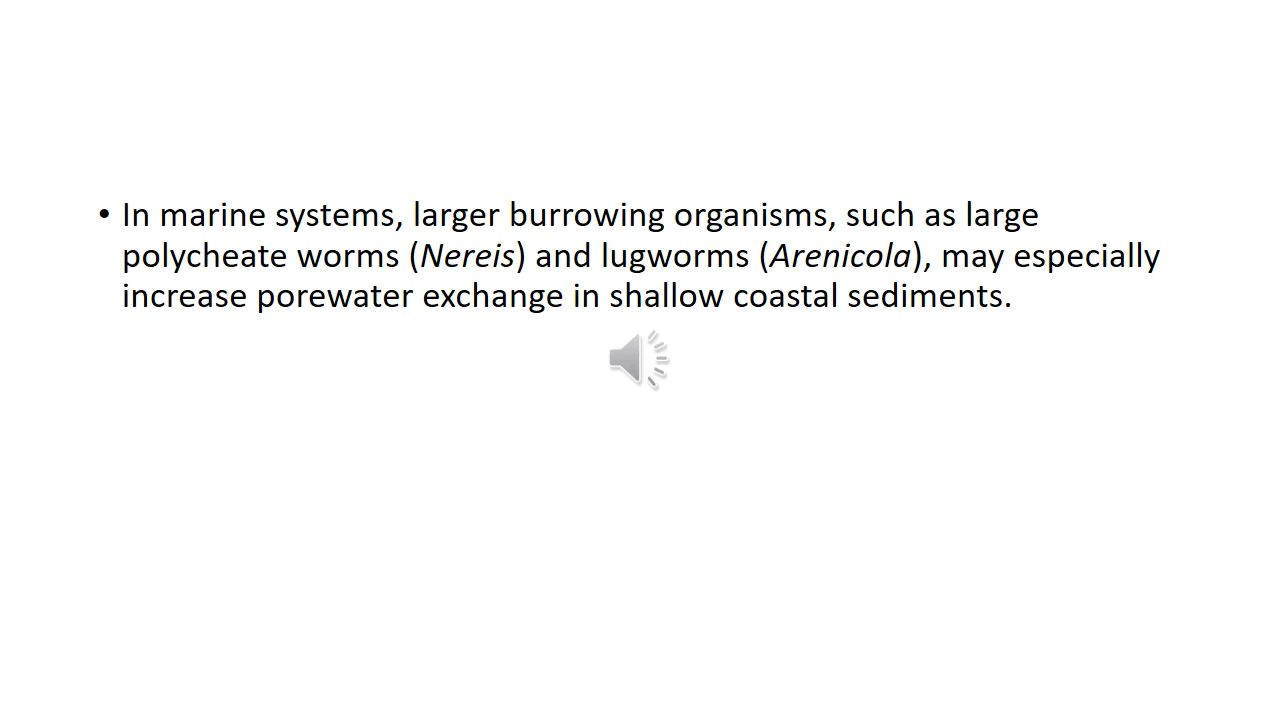 • In marine systems, larger burrowing organisms, such as large
polycheate worms (Nereis) and lugworms (Arenicola), may especially
increase porewater exchange in shallow coastal sediments.